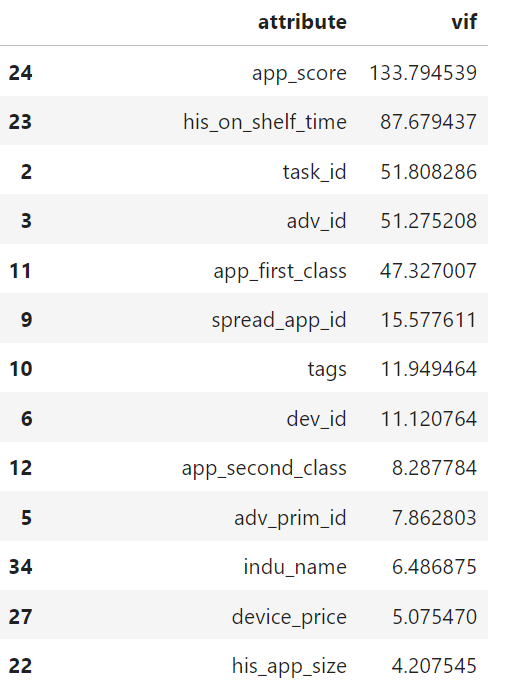 attribute vif
24 app_score 133.794539
23 his_on_shelf_time 87.679437
2 task_id 51.808286
3 adv_id 51.275208
11 app_first_class 47.327007
9 spread_app_id 15.577611
10 tags 11.949464
6 dev_id 11.120764
12 app_second_class 8.287784
5 adv_prim_id 7.862803
34 indu_name 6.486875
27 device_price 5.075470
22 his_app_size 4.207545